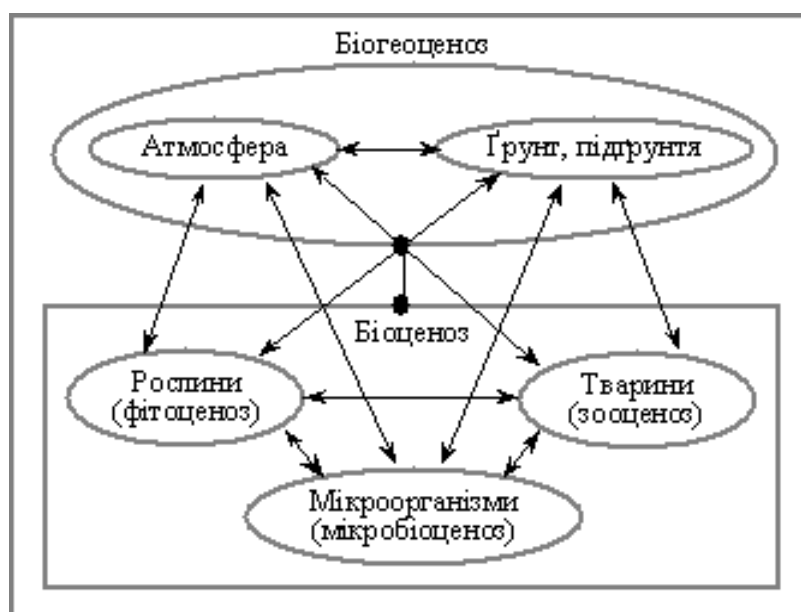 Біогеоценоз
Атмосфера
Ґрунт, підґрунтя
Біоценоз
Рослини
(фітоценоз)
Тварини
(зооценоз)
Мікроорганізми
(мікробіоценоз)